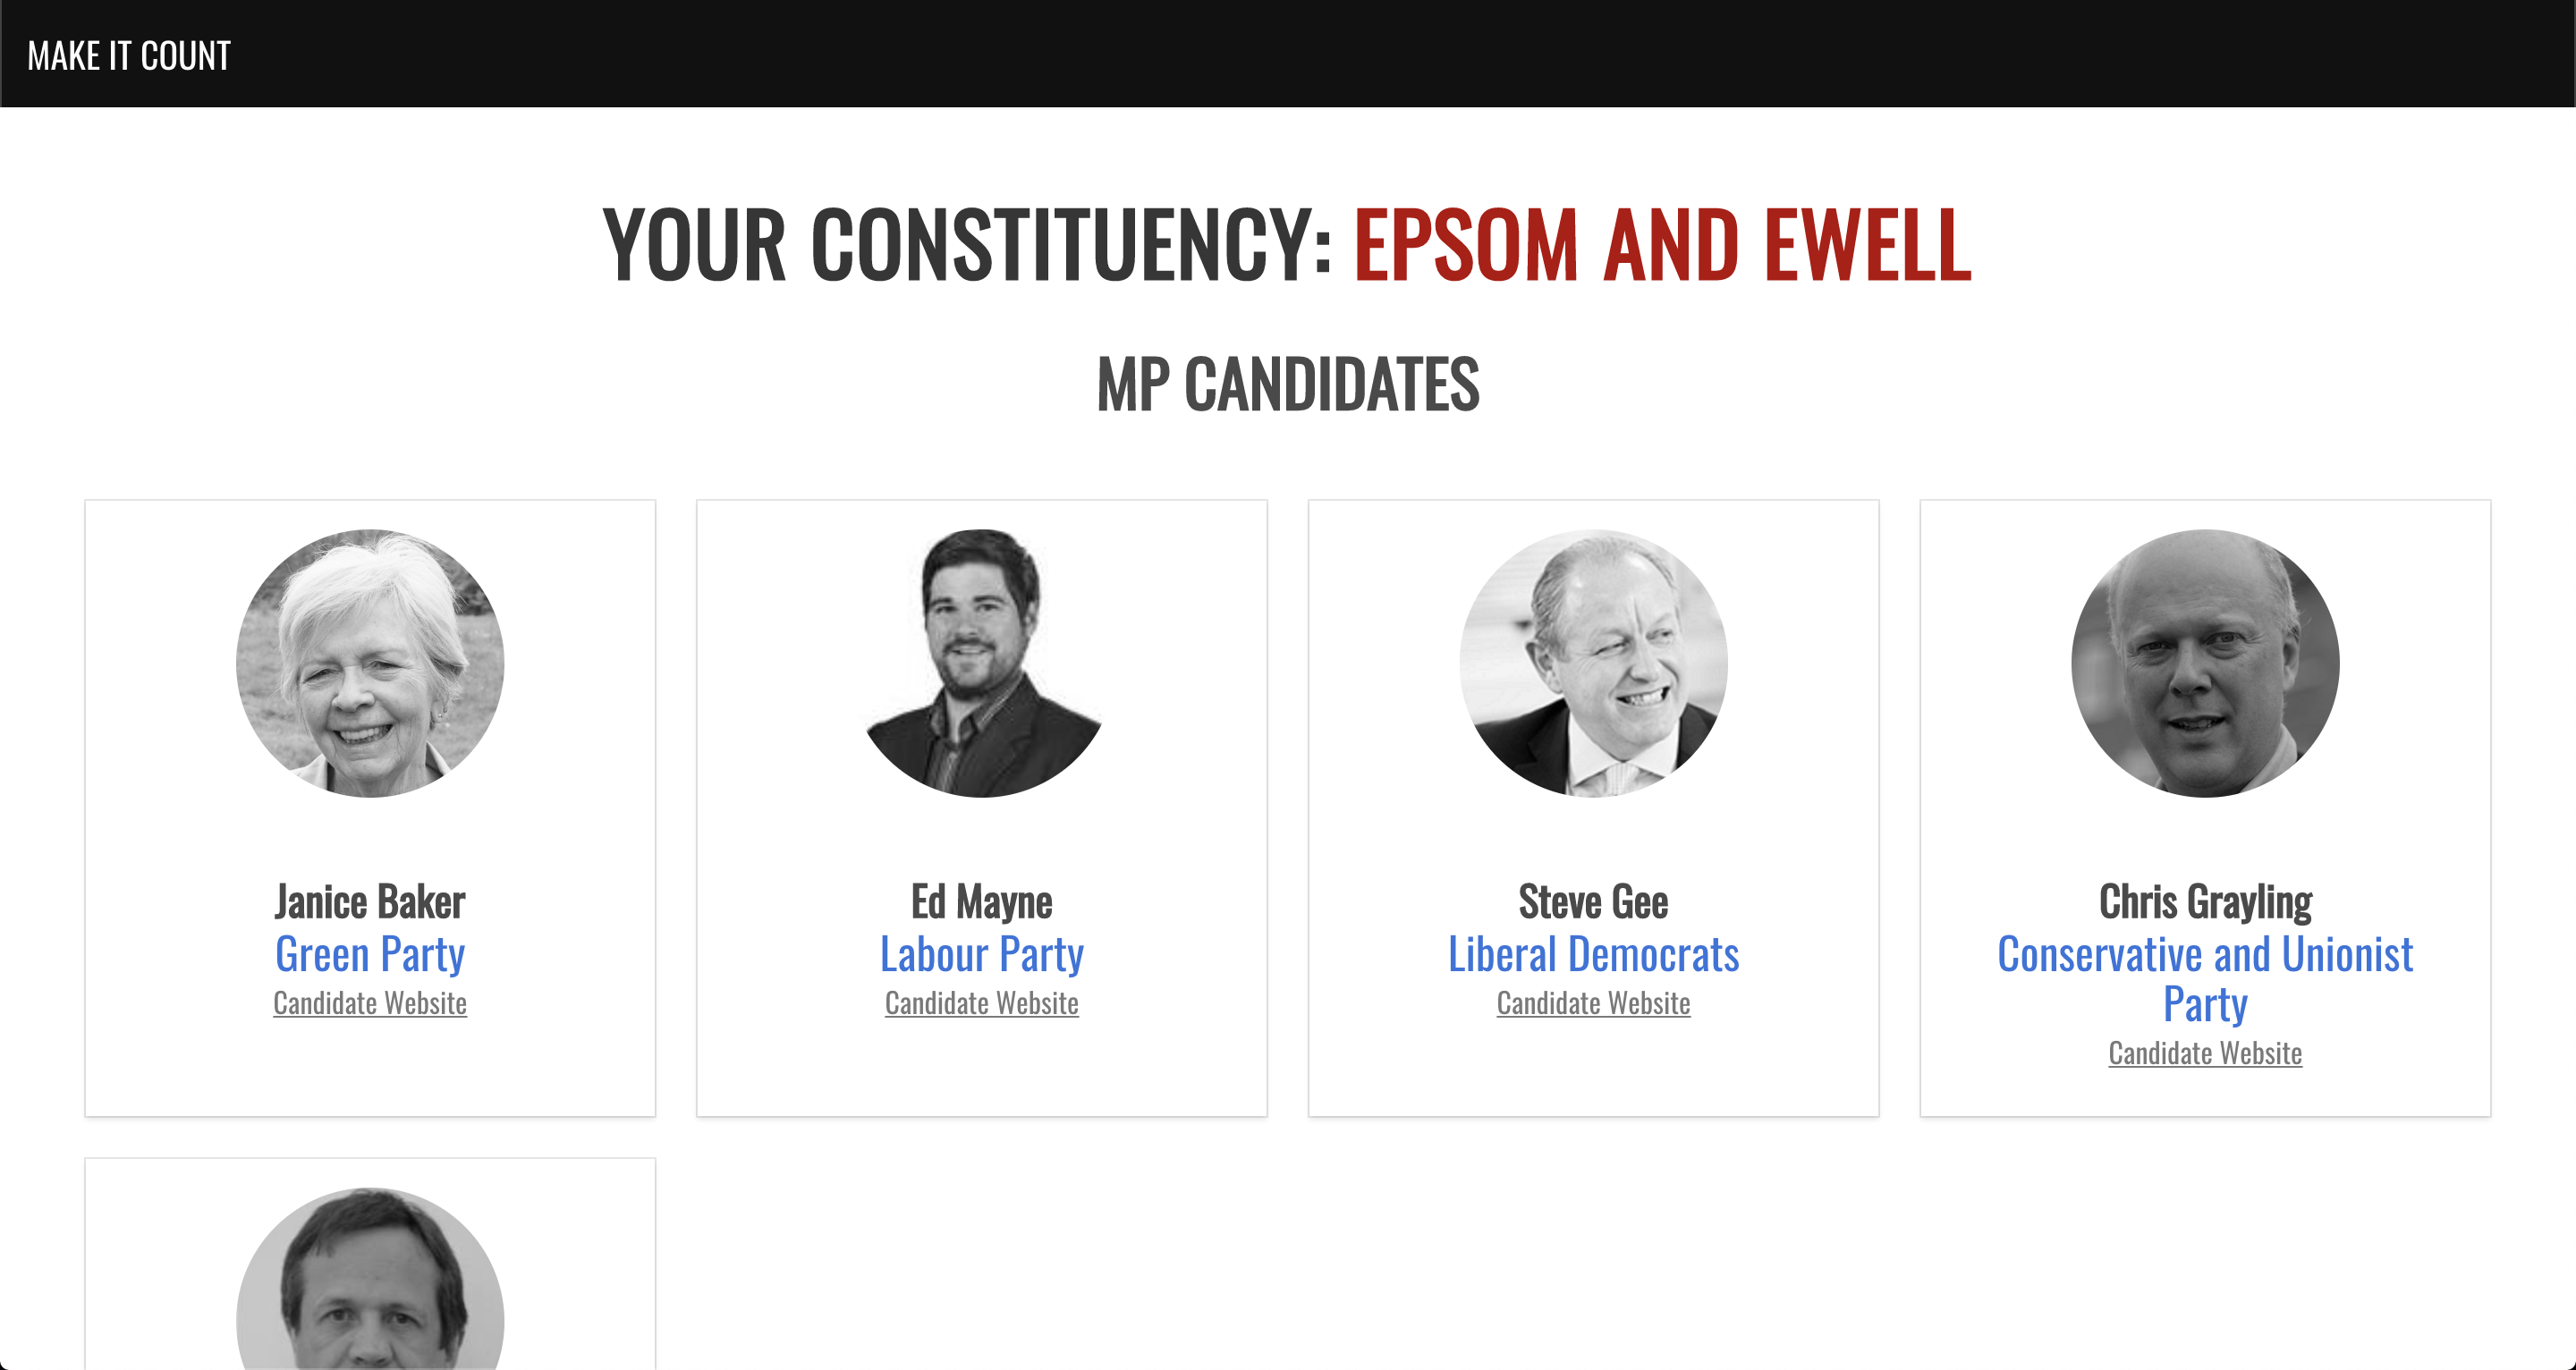 MAKE IT COUNT
YOUR CONSTITUENCY: EPSOM AND EWELL
MP CANDIDATES
Janice Baker
Green Party
Candidate Website
Ed Mayne
Labour Party
Candidate Website
Steve Gee
Liberal Democrats
Candidate Website
Chris Grayling
Conservative and Unionist
Party
Candidate Website